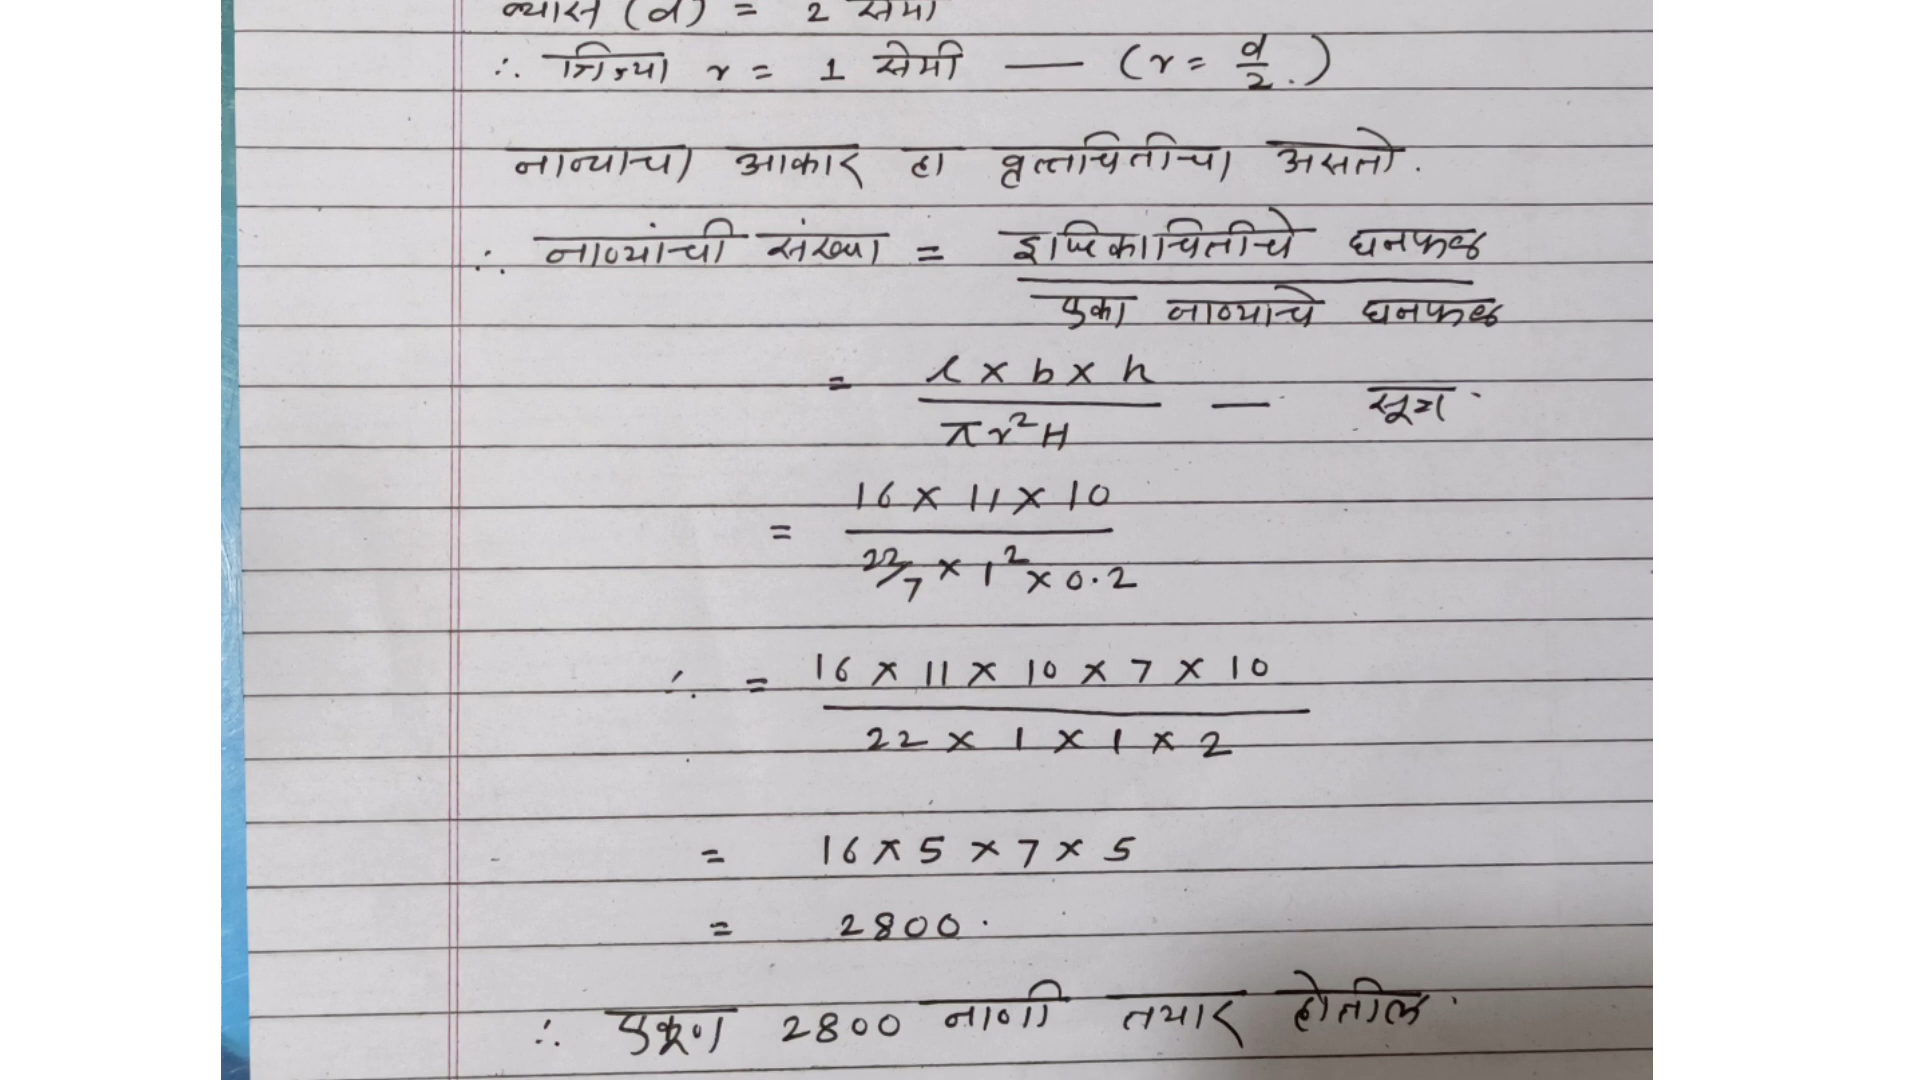 व्यास (d) = 2 सेमी
∴ त्रिज्या r = 1 सेमी — (r = d/2.)
नाण्याचा आकार हा वृत्तचितीचा असतो.
∴ नाण्यांची संख्या = इष्टिकाचितीचे घनफळ
एका नाण्याचे घनफळ
= l × b × h — सूत्र.
πr²H
= 16 × 11 × 10
22/7 × 1² × 0.2
∴ = 16 × 11 × 10 × 7 × 10
22 × 1 × 1 × 2
= 16 × 5 × 7 × 5
= 2800.
∴ एकूण 2800 नाणी तयार होतील.